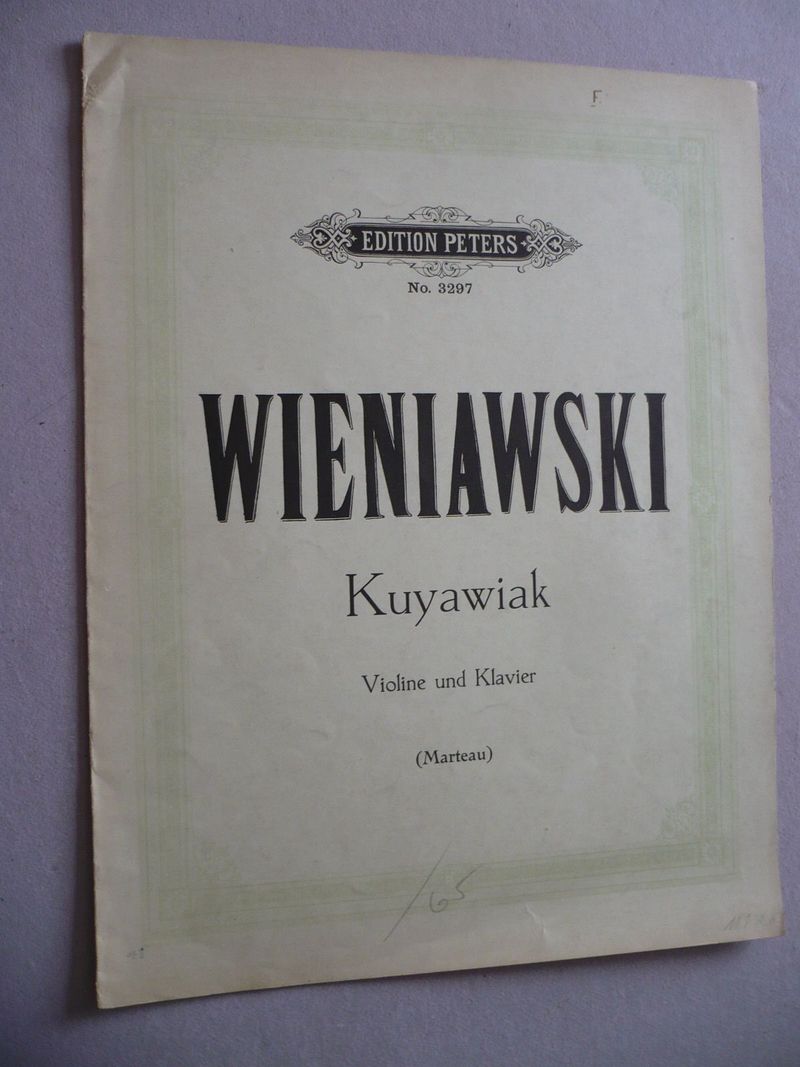 F
EDITION PETERS
No. 3297
WIENIAWSKI
Kuyawiak
Violine und Klavier
(Marteau)
/65